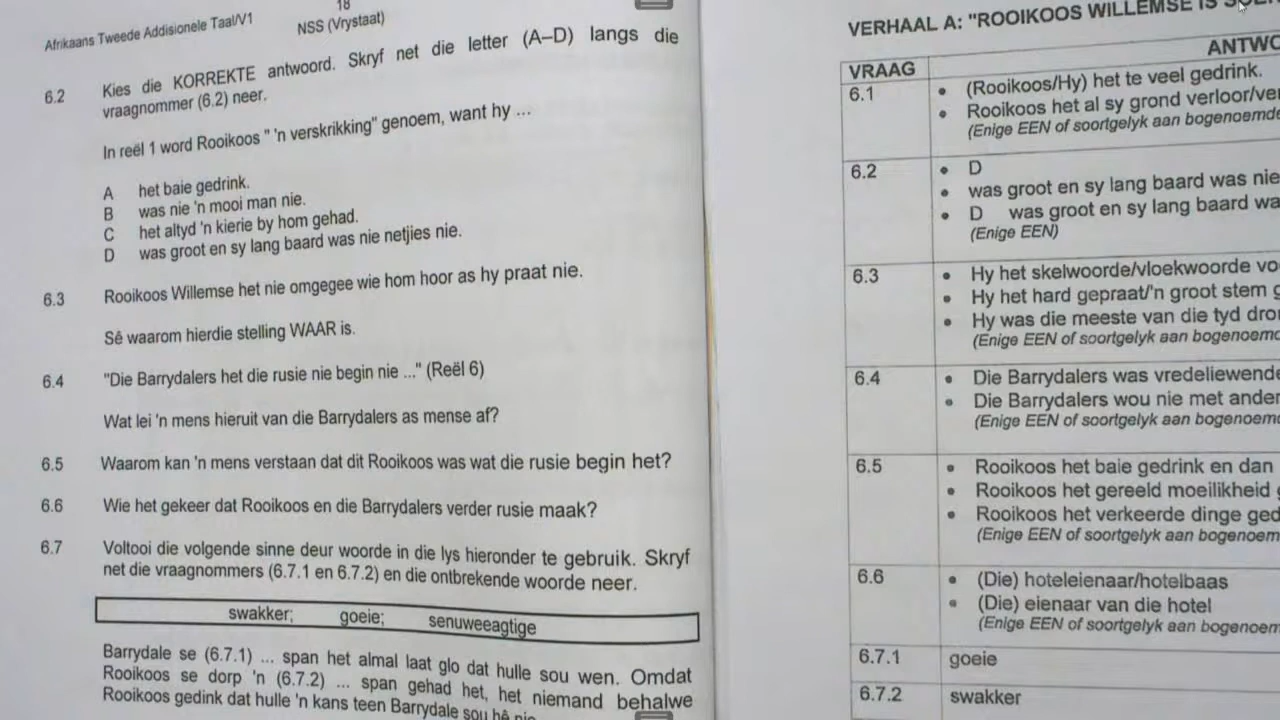 18
Afrikaans Tweede Addisionele Taal/V1
NSS (Vrystaat)
6.2 Kies die KORREKTE antwoord. Skryf net die letter (A–D) langs die
vraagnommer (6.2) neer.
In reël 1 word Rooikoos " 'n verskrikking" genoem, want hy ...
A het baie gedrink.
B was nie 'n mooi man nie.
C het altyd 'n kierie by hom gehad.
D was groot en sy lang baard was nie netjies nie.
6.3 Rooikoos Willemse het nie omgegee wie hom hoor as hy praat nie.
Sê waarom hierdie stelling WAAR is.
6.4 "Die Barrydalers het die rusie nie begin nie ..." (Reël 6)
Wat lei 'n mens hieruit van die Barrydalers as mense af?
6.5 Waarom kan 'n mens verstaan dat dit Rooikoos was wat die rusie begin het?
6.6 Wie het gekeer dat Rooikoos en die Barrydalers verder rusie maak?
6.7 Voltooi die volgende sinne deur woorde in die lys hieronder te gebruik. Skryf
net die vraagnommers (6.7.1 en 6.7.2) en die ontbrekende woorde neer.
swakker; goeie; senuweeagtige
Barrydale se (6.7.1) ... span het almal laat glo dat hulle sou wen. Omdat
Rooikoos se dorp 'n (6.7.2) ... span gehad het, het niemand behalwe
Rooikoos gedink dat hulle 'n kans teen Barrydale sou hê
VERHAAL A: "ROOIKOOS WILLEMSE IS
VRAAG
6.1 • (Rooikoos/Hy) het te veel gedrink.
• Rooikoos het al sy grond
(Enige EEN of soortgelyk aan
6.2 • D
• was groot en sy lang baard was nie
• D was groot en sy lang baard
(Enige EEN)
6.3 • Hy het skelwoorde/vloekwoorde
• Hy het hard gepraat/'n groot stem
• Hy was die meeste van die tyd
(Enige EEN of soortgelyk aan
6.4 • Die Barrydalers was
• Die Barrydalers wou nie met
(Enige EEN of soortgelyk aan
6.5 • Rooikoos het baie gedrink en dan
• Rooikoos het gereeld moeilikheid
• Rooikoos het verkeerde dinge
(Enige EEN of soortgelyk aan
6.6 • (Die) hoteleienaar/hotelbaas
• (Die) eienaar van die hotel
(Enige EEN of soortgelyk aan
6.7.1 goeie
6.7.2 swakker